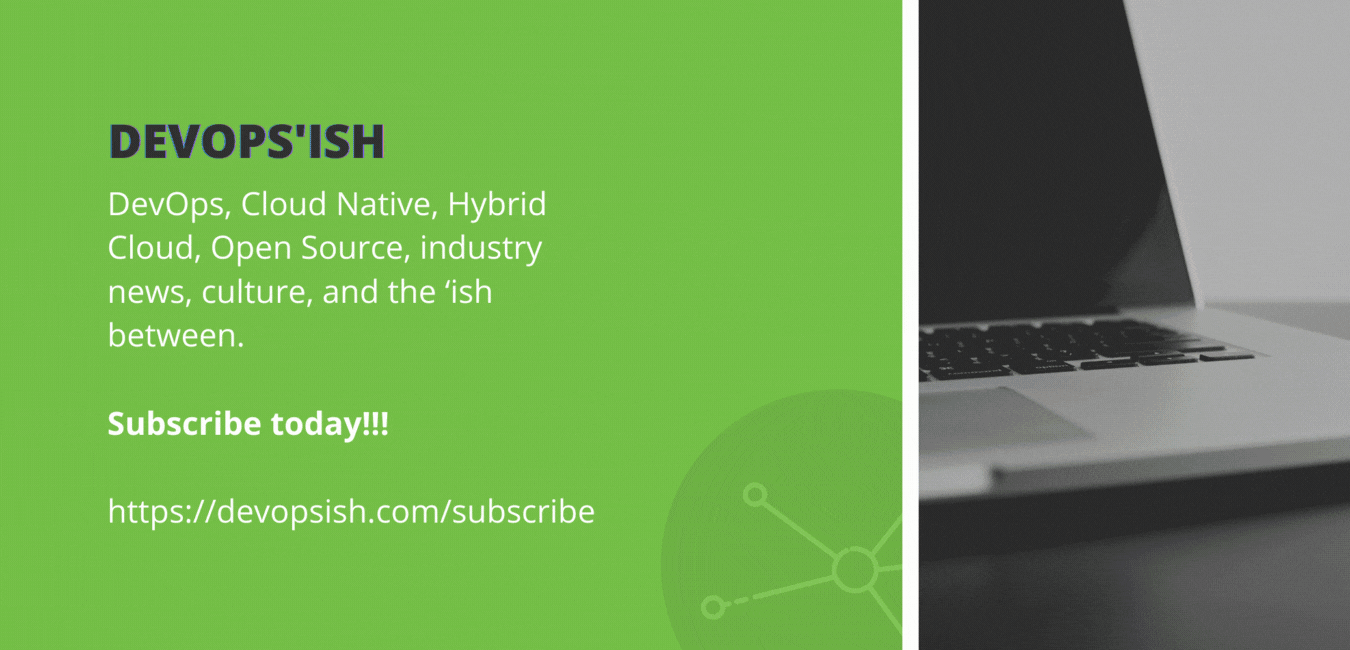 DEVOPS'ISH
DevOps, Cloud Native, Hybrid
Cloud, Open Source, industry
news, culture, and the ‘ish
between.
Subscribe today!!!
https://devopsish.com/subscribe